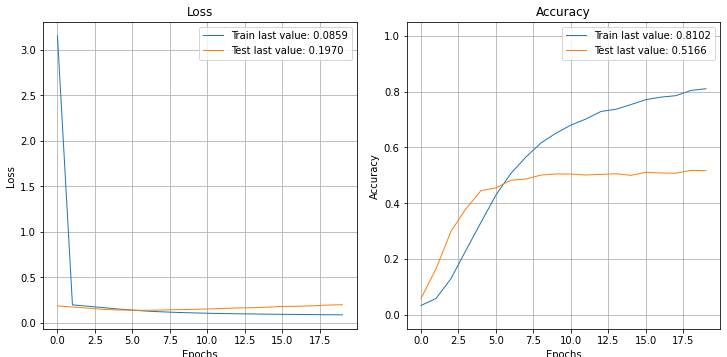 Loss
Train last value: 0.0859
Test last value: 0.1970
3.0
2.5
2.0
1.5
1.0
0.5
0.0
Loss
0.0
2.5
5.0
7.5
10.0
12.5
15.0
17.5
Epochs
Accuracy
Train last value: 0.8102
Test last value: 0.5166
1.0
0.8
0.6
0.4
0.2
0.0
Accuracy
0.0
2.5
5.0
7.5
10.0
12.5
15.0
17.5
Epochs